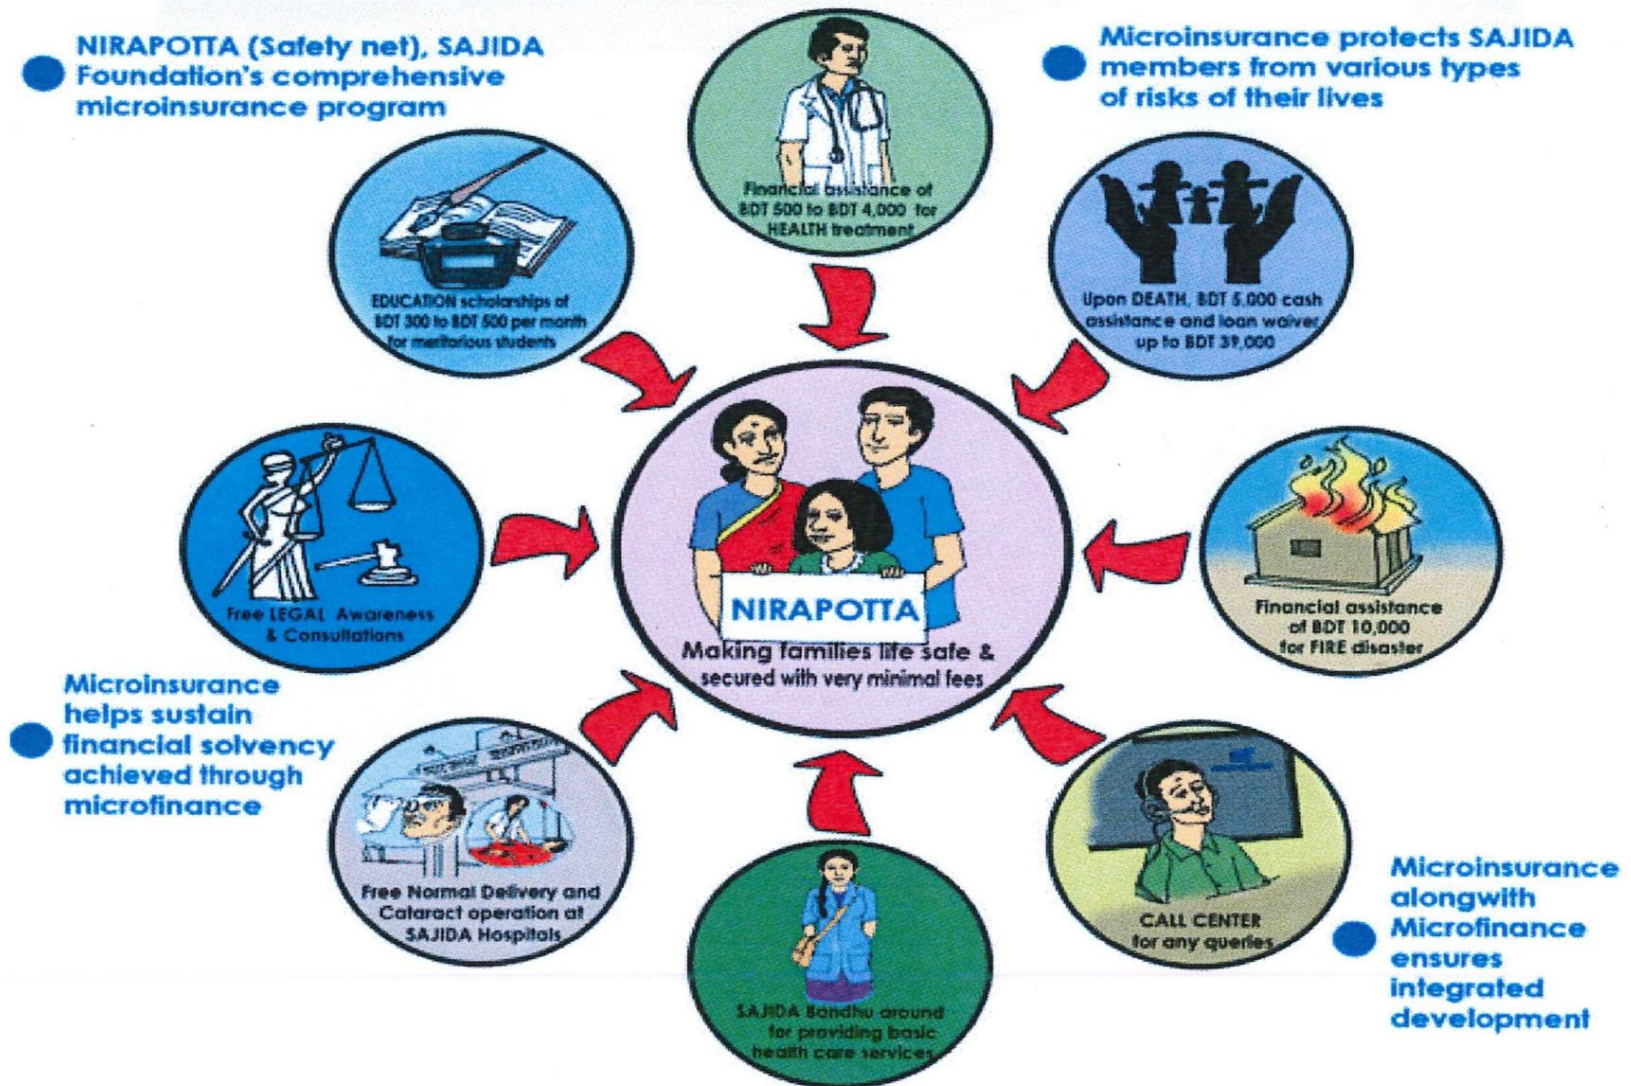 NIRAPOTTA (Safety net), SAJIDA
Foundation's comprehensive
microinsurance program
Microinsurance protects SAJIDA
members from various types
of risks of their lives
Financial assistance of
BDT 500 to BDT 4,000 for
HEALTH treatment
EDUCATION scholarships of
BDT 300 to BDT 500 per month
for meritorious students
Upon DEATH, BDT 5,000 cash
assistance and loan waiver
up to BDT 39,000
Free LEGAL Awareness
& Consultations
NIRAPOTTA
Making families life safe &
secured with very minimal fees
Financial assistance
of BDT 10,000
for FIRE disaster
Microinsurance
helps sustain
financial solvency
achieved through
microfinance
Free Normal Delivery and
Cataract operation at
SAJIDA Hospitals
SAJIDA Bandhu around
for providing basic
health care services
CALL CENTER
for any queries
Microinsurance
alongwith
Microfinance
ensures
integrated
development